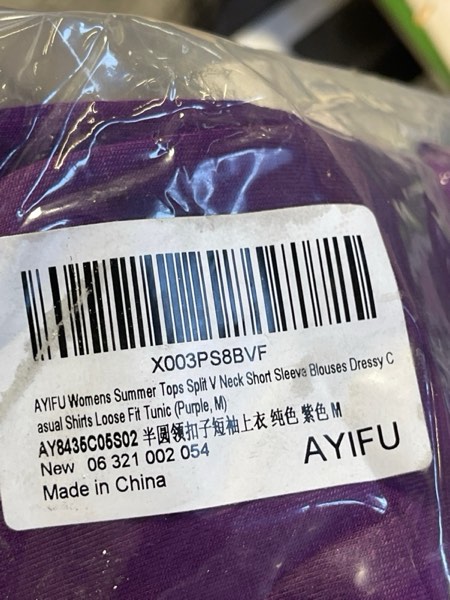 X003PS8BVF
AYIFU Womens Summer Tops Split V Neck Short Sleeve Blouses Dressy C
asual Shirts Loose Fit Tunic (Purple, M)
AY8435C05S02 半圆领扣子短袖上衣 纯色 紫色 M
New 06 321 002 054
Made in China
AYIFU